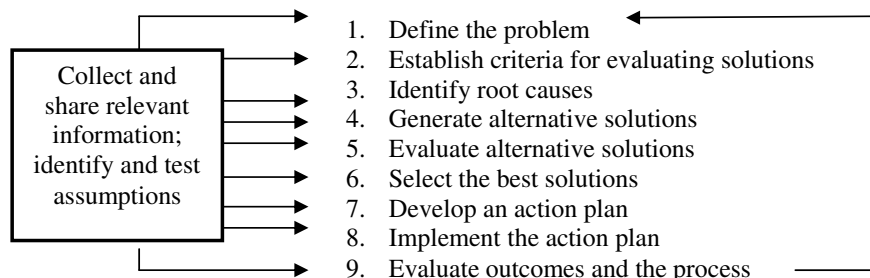 Collect and
share relevant
information;
identify and test
assumptions
1. Define the problem
2. Establish criteria for evaluating solutions
3. Identify root causes
4. Generate alternative solutions
5. Evaluate alternative solutions
6. Select the best solutions
7. Develop an action plan
8. Implement the action plan
9. Evaluate outcomes and the process